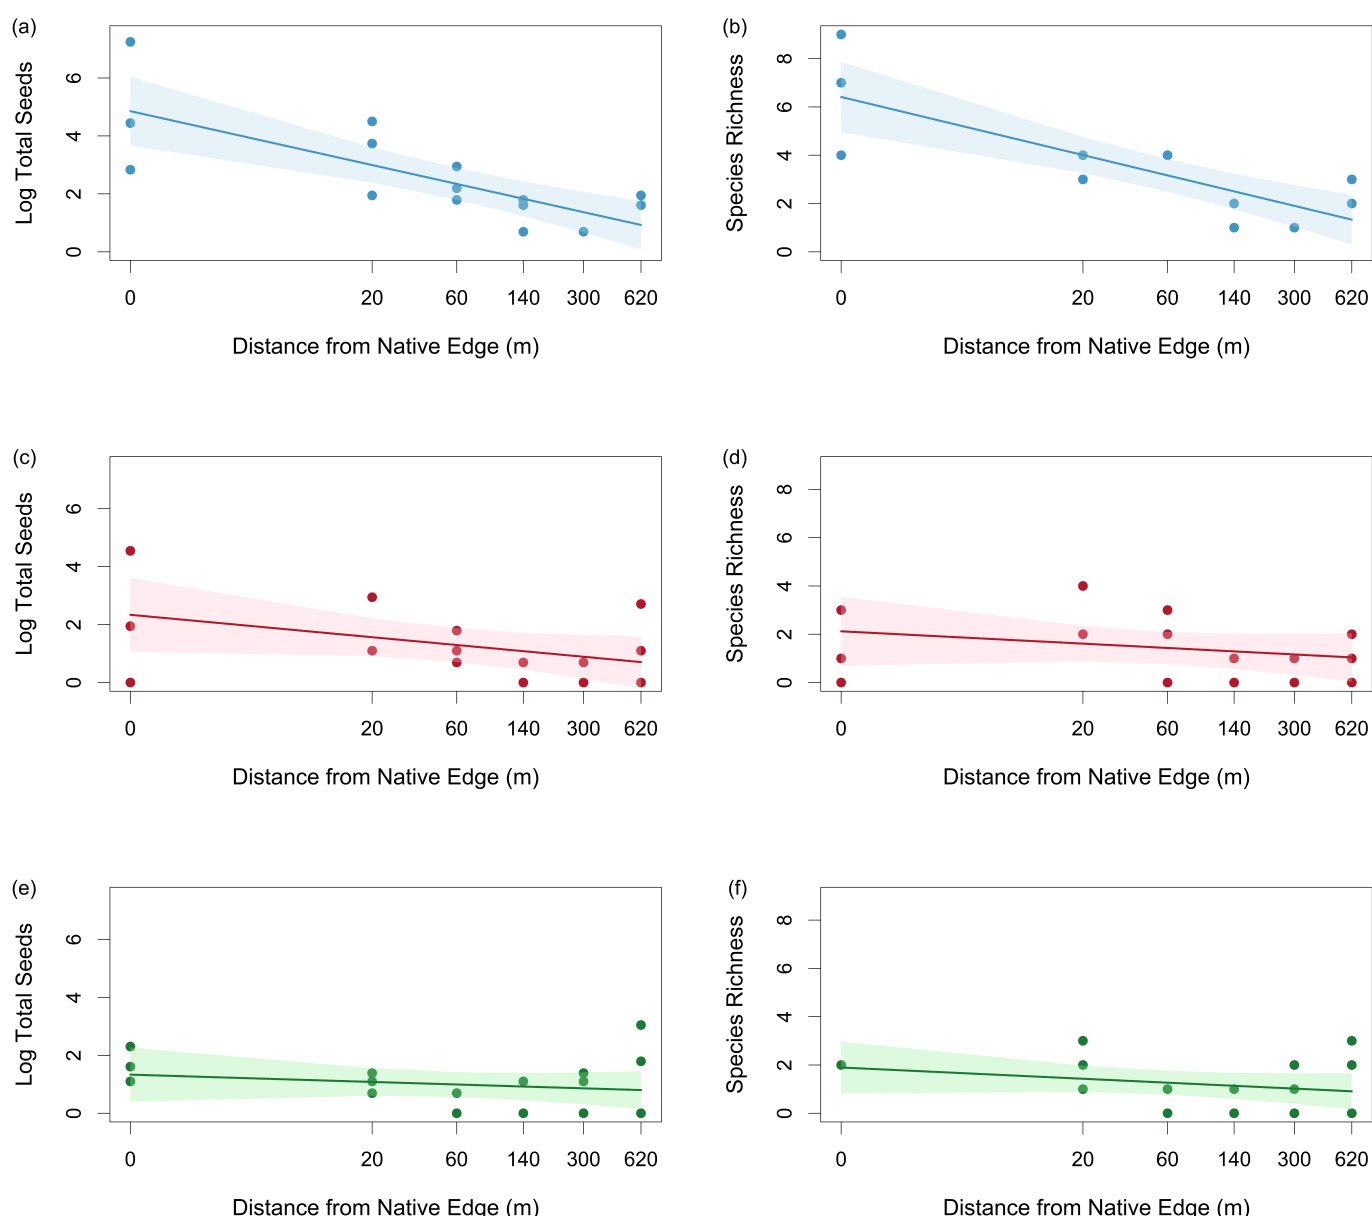 (a)
Log Total Seeds
0 2 4 6
0 20 60 140 300 620
Distance from Native Edge (m)
(b)
Species Richness
0 2 4 6 8
0 20 60 140 300 620
Distance from Native Edge (m)
(c)
Log Total Seeds
0 2 4 6
0 20 60 140 300 620
Distance from Native Edge (m)
(d)
Species Richness
0 2 4 6 8
0 20 60 140 300 620
Distance from Native Edge (m)
(e)
Log Total Seeds
0 2 4 6
0 20 60 140 300 620
Distance from Native Edge (m)
(f)
Species Richness
0 2 4 6 8
0 20 60 140 300 620
Distance from Native Edge (m)